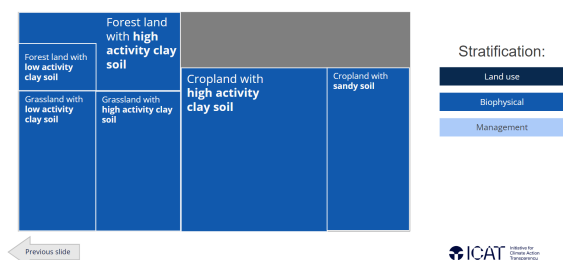 Forest land
with high
activity clay
soil
Forest land with
low activity
clay soil
Grassland with
low activity
clay soil
Grassland with
high activity clay
soil
Cropland with
high activity
clay soil
Cropland with
sandy soil
Stratification:
Land use
Biophysical
Management
Previous slide
ICAT
Initiative for
Climate Action
Transparency